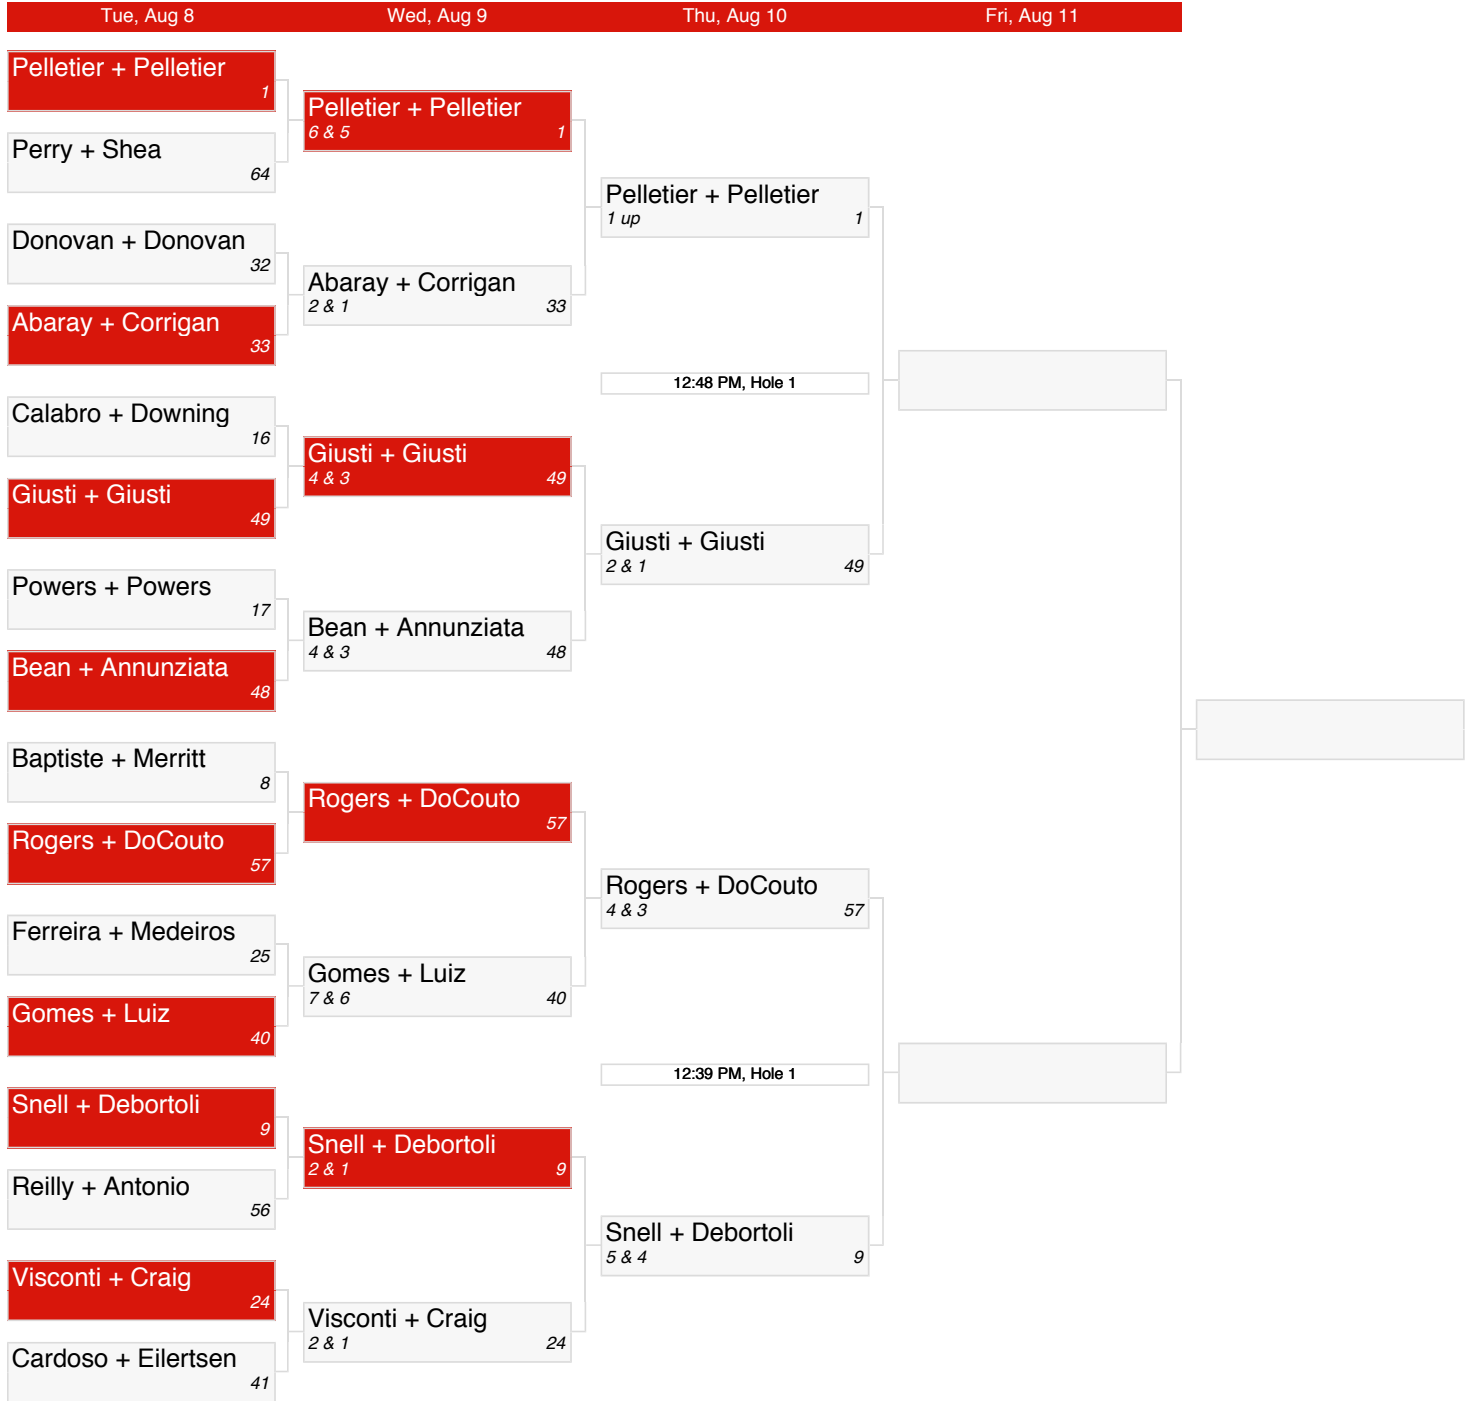 Tue, Aug 8
Wed, Aug 9
Thu, Aug 10
Fri, Aug 11
Pelletier + Pelletier
1
Perry + Shea
64
Donovan + Donovan
32
Abaray + Corrigan
33
Calabro + Downing
16
Giusti + Giusti
49
Powers + Powers
17
Bean + Annunziata
48
Baptiste + Merritt
8
Rogers + DoCouto
57
Ferreira + Medeiros
25
Gomes + Luiz
40
Snell + Debortoli
9
Reilly + Antonio
56
Visconti + Craig
24
Cardoso + Eilertsen
41
Pelletier + Pelletier
6 & 5 1
Abaray + Corrigan
2 & 1 33
Giusti + Giusti
4 & 3 49
Bean + Annunziata
4 & 3 48
Rogers + DoCouto
57
Gomes + Luiz
7 & 6 40
Snell + Debortoli
2 & 1 9
Visconti + Craig
2 & 1 24
Pelletier + Pelletier
1 up 1
12:48 PM, Hole 1
Giusti + Giusti
2 & 1 49
Rogers + DoCouto
4 & 3 57
12:39 PM, Hole 1
Snell + Debortoli
5 & 4 9